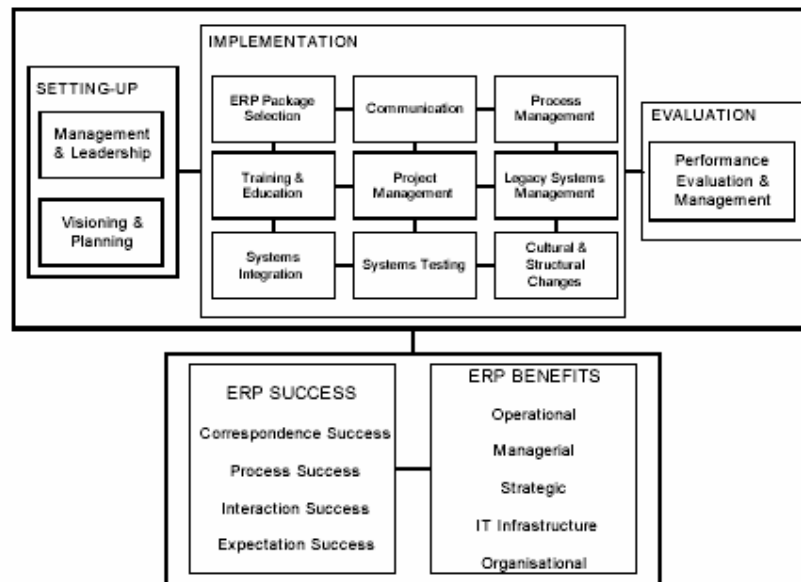 IMPLEMENTATION
SETTING-UP
Management
& Leadership
Visioning &
Planning
ERP Package
Selection
Communication
Process
Management
Training &
Education
Project
Management
Legacy Systems
Management
Systems
Integration
Systems Testing
Cultural &
Structural
Changes
EVALUATION
Performance
Evaluation &
Management
ERP SUCCESS
Correspondence Success
Process Success
Interaction Success
Expectation Success
ERP BENEFITS
Operational
Managerial
Strategic
IT Infrastructure
Organisational